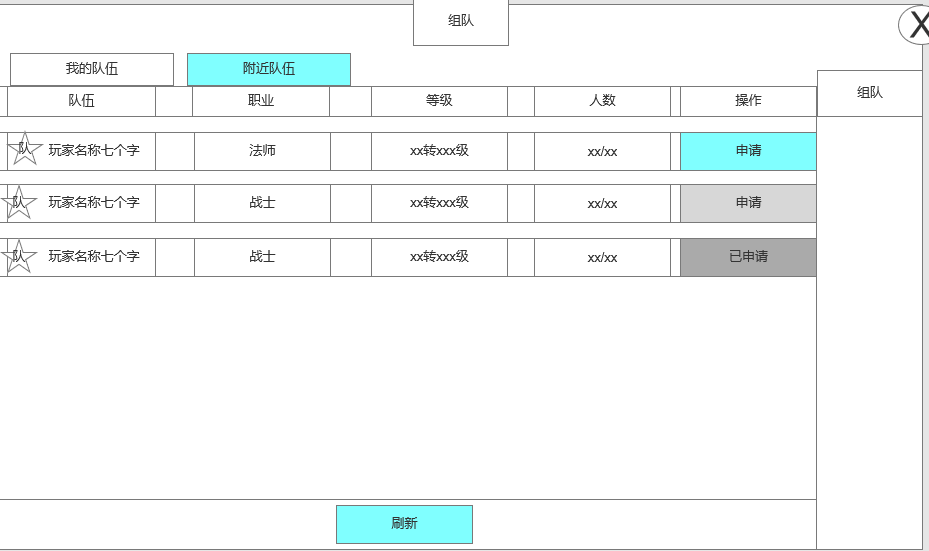 组队
X
我的队伍 附近队伍
组队
队伍 职业 等级 人数 操作
队 玩家名称七个字 法师 xx转xxx级 xx/xx 申请
队 玩家名称七个字 战士 xx转xxx级 xx/xx 申请
队 玩家名称七个字 战士 xx转xxx级 xx/xx 已申请
刷新